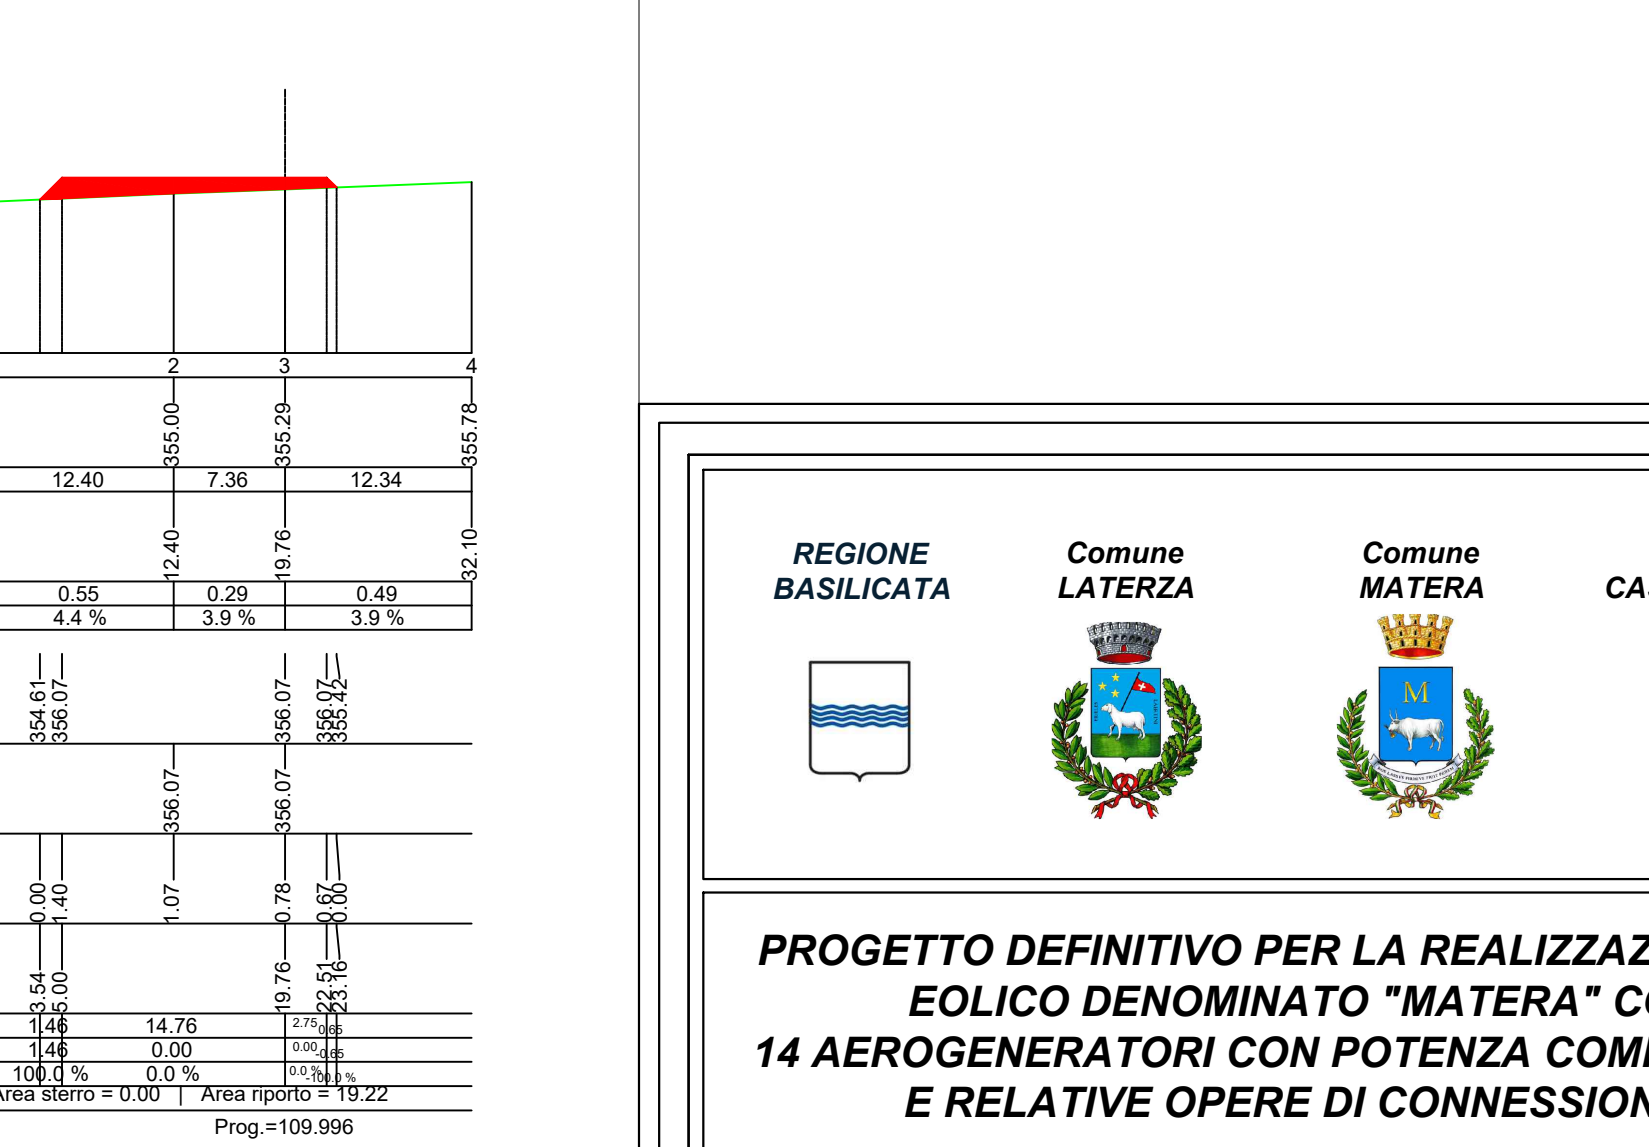 2 3 4
355.00 355.29 355.78
12.40 7.36 12.34
12.40 19.76 32.10
0.55 0.29 0.49
4.4 % 3.9 % 3.9 %
354.61 356.07 356.07 356.07 355.42
356.07 356.07
0.00 1.40 1.07 0.78 0.67 0.00
3.54 5.00 19.76 22.51 23.16
1.46 14.76 2.75 0.65
1.46 0.00 0.00 -0.65
100.0 % 0.0 % 0.0 % -100.0 %
Area sterro = 0.00 | Area riporto = 19.22
Prog.=109.996
REGIONE
BASILICATA
Comune
LATERZA
Comune
MATERA
M
CAS
PROGETTO DEFINITIVO PER LA REALIZZAZ
EOLICO DENOMINATO "MATERA" CO
14 AEROGENERATORI CON POTENZA COM
E RELATIVE OPERE DI CONNESSION